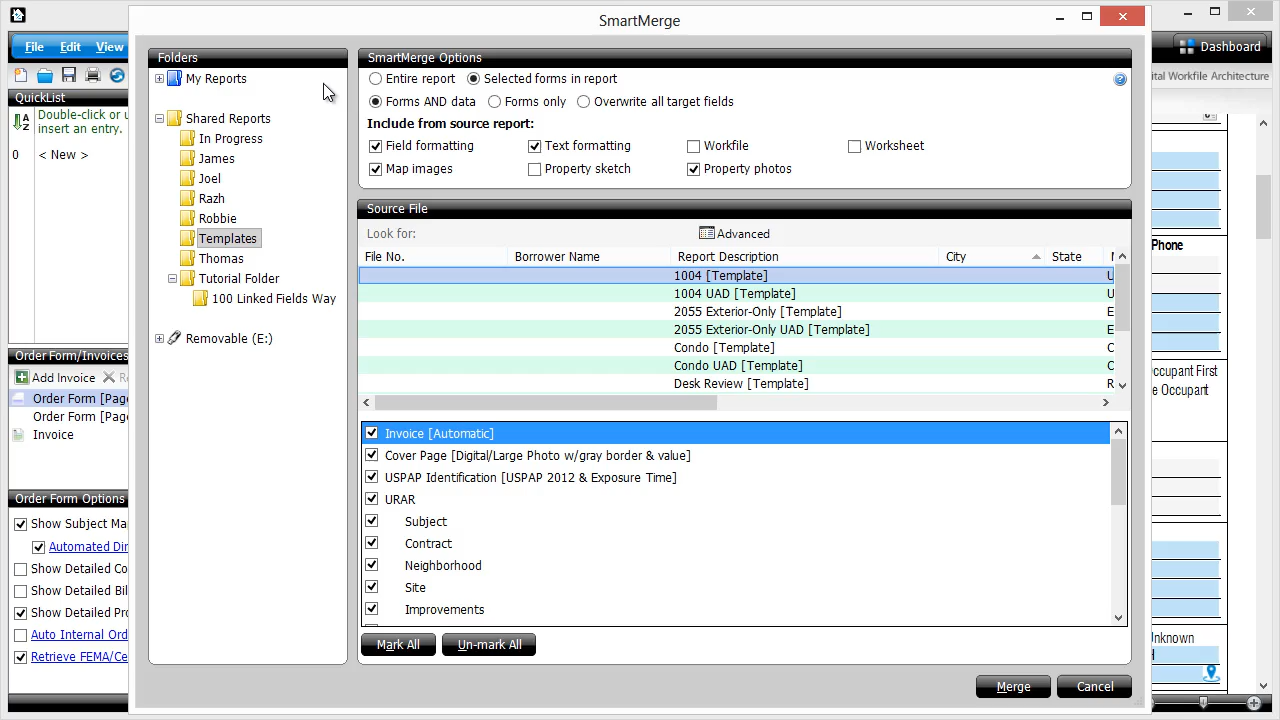 SmartMerge
File Edit View
Dashboard
ital Workfile Architecture
QuickList
Double-click or u
insert an entry.
0 < New >
Order Form/Invoices
Add Invoice
Order Form [Page
Order Form [Page
Invoice
Order Form Options
Show Subject Ma
Automated Di
Show Detailed Co
Show Detailed Bil
Show Detailed Pro
Auto Internal Ord
Retrieve FEMA/Ce
Folders
My Reports
Shared Reports
In Progress
James
Joel
Razh
Robbie
Templates
Thomas
Tutorial Folder
100 Linked Fields Way
Removable (E:)
SmartMerge Options
Entire report Selected forms in report
Forms AND data Forms only Overwrite all target fields
Include from source report:
Field formatting Text formatting Workfile Worksheet
Map images Property sketch Property photos
Source File
Look for: Advanced
File No. Borrower Name Report Description City State
1004 [Template] U
1004 UAD [Template] U
2055 Exterior-Only [Template] E
2055 Exterior-Only UAD [Template] E
Condo [Template] C
Condo UAD [Template] C
Desk Review [Template] R
Invoice [Automatic]
Cover Page [Digital/Large Photo w/gray border & value]
USPAP Identification [USPAP 2012 & Exposure Time]
URAR
Subject
Contract
Neighborhood
Site
Improvements
Mark All Un-mark All
Merge Cancel
Phone
Occupant First
e Occupant
Unknown